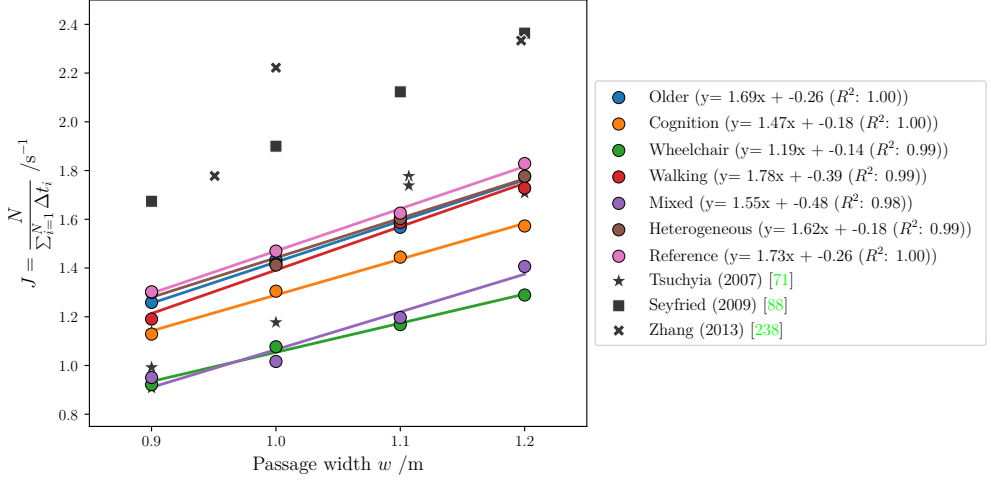 2.4
2.2
2.0
1.8
1.6
1.4
1.2
1.0
0.8
J = N / Σ_{i=1}^{N} Δt_i /s⁻¹
0.9 1.0 1.1 1.2
Passage width w /m
Older (y= 1.69x + -0.26 (R²: 1.00))
Cognition (y= 1.47x + -0.18 (R²: 1.00))
Wheelchair (y= 1.19x + -0.14 (R²: 0.99))
Walking (y= 1.78x + -0.39 (R²: 0.99))
Mixed (y= 1.55x + -0.48 (R²: 0.98))
Heterogeneous (y= 1.62x + -0.18 (R²: 0.99))
Reference (y= 1.73x + -0.26 (R²: 1.00))
Tsuchyia (2007) [71]
Seyfried (2009) [88]
Zhang (2013) [238]